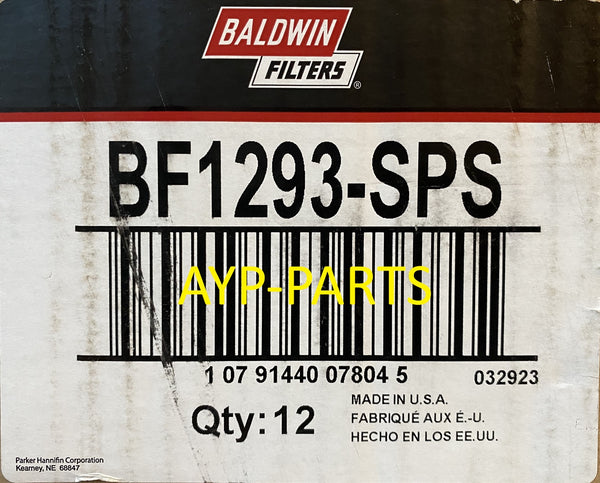 BALDWIN
FILTERS®
BF1293-SPS
AYP-PARTS
1 07 91440 07804 5
032923
Qty: 12
MADE IN U.S.A.
FABRIQUÉ AUX É.-U.
HECHO EN LOS EE.UU.
Parker Hannifin Corporation
Kearney, NE 68847